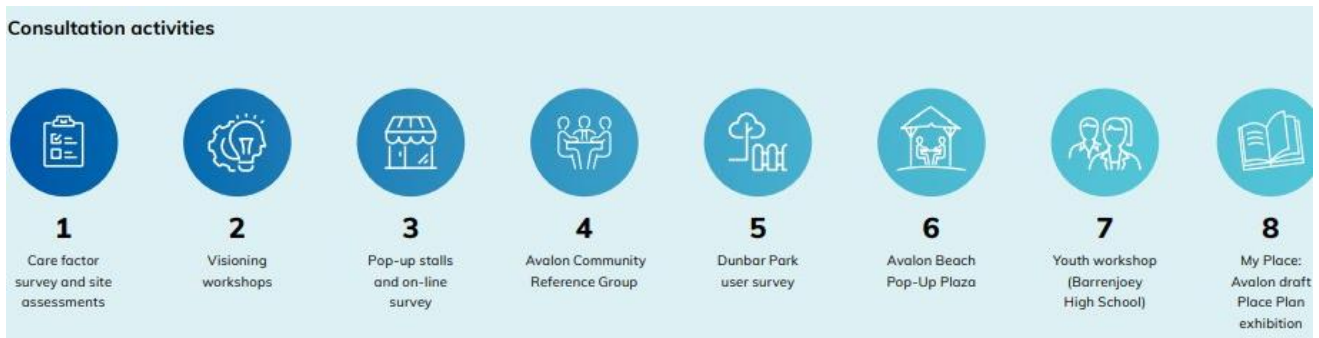 Consultation activities
1
Care factor
survey and site
assessments
2
Visioning
workshops
3
Pop-up stalls
and on-line
survey
4
Avalon Community
Reference Group
5
Dunbar Park
user survey
6
Avalon Beach
Pop-Up Plaza
7
Youth workshop
(Barrenjoey
High School)
8
My Place:
Avalon draft
Place Plan
exhibition